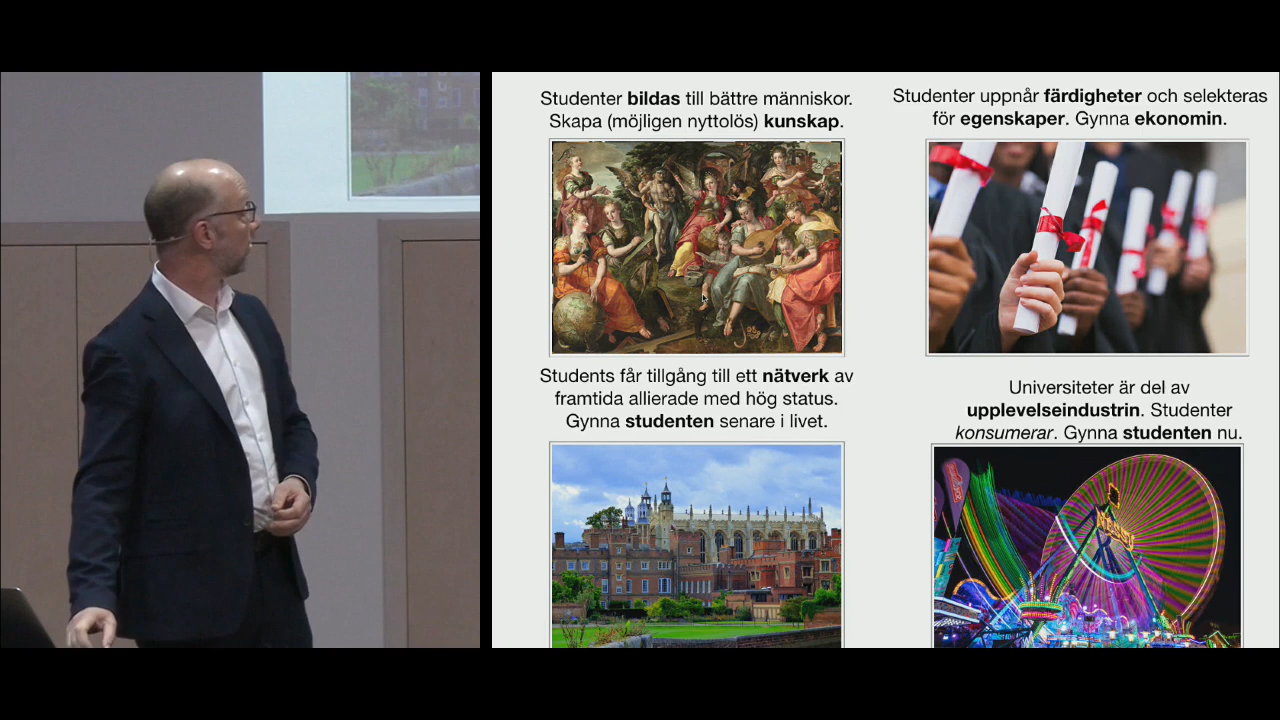 Studenter bildas till bättre människor.
Skapa (möjligen nyttolös) kunskap.
Studenter uppnår färdigheter och selekteras
för egenskaper. Gynna ekonomin.
Students får tillgång till ett nätverk av
framtida allierade med hög status.
Gynna studenten senare i livet.
Universiteter är del av
upplevelseindustrin. Studenter
konsumerar. Gynna studenten nu.